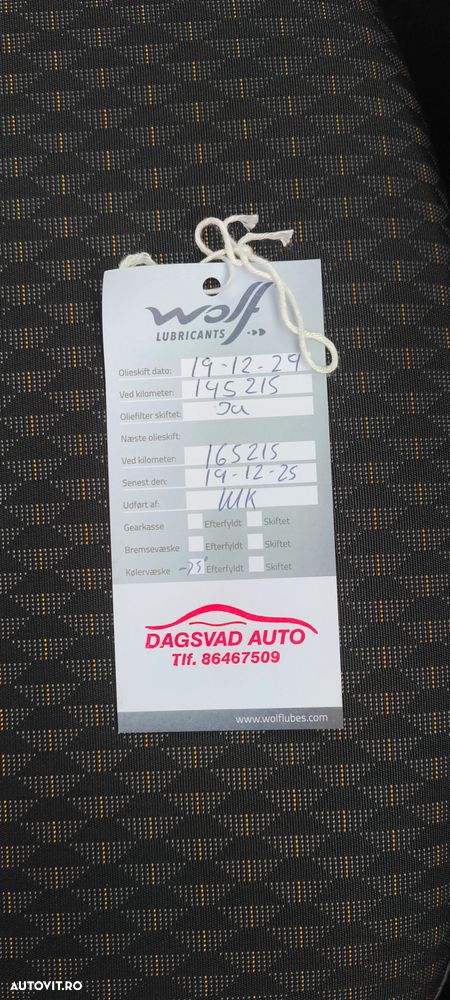 wolf
LUBRICANTS
Olieskift dato: 19-12-24
Ved kilometer: 145215
Oliefilter skiftet: Ja
Næste olieskift:
Ved kilometer: 165215
Senest den: 19-12-25
Udført af: MK
Gearkasse Efterfyldt Skiftet
Bremsevæske Efterfyldt Skiftet
Kølervæske -25° Efterfyldt Skiftet
DAGSVAD AUTO
Tlf. 86467509
www.wolflubes.com
AUTOVIT.RO
AUTOVIT.RO